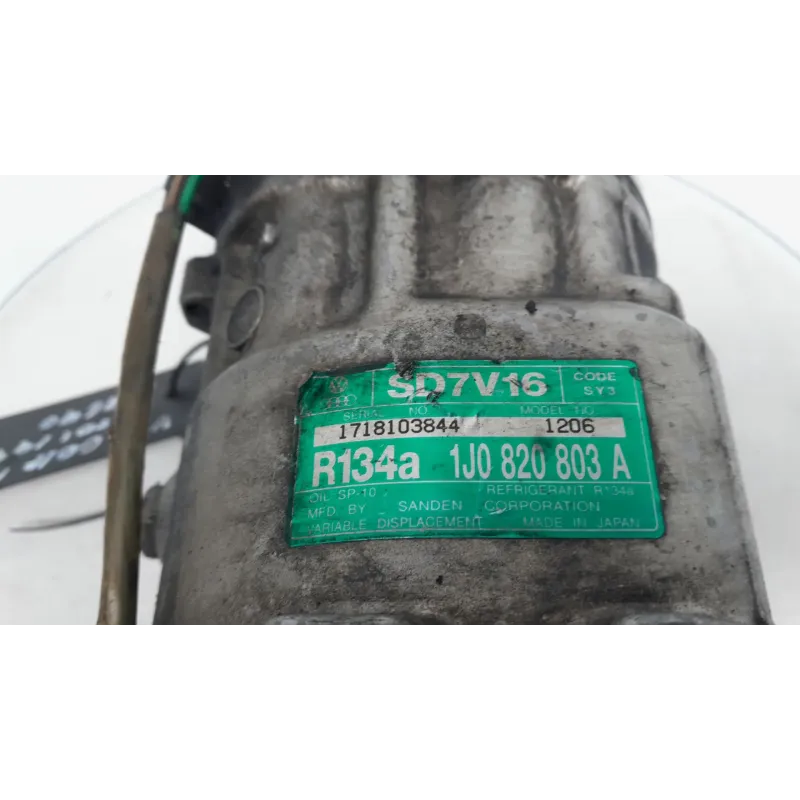 SD7V16
CODE
SY3
SERIAL NO.
MODEL NO.
1718103844
1206
R134a 1J0 820 803 A
OIL SP-10
REFRIGERANT R134a
MFD. BY SANDEN CORPORATION
VARIABLE DISPLACEMENT MADE IN JAPAN